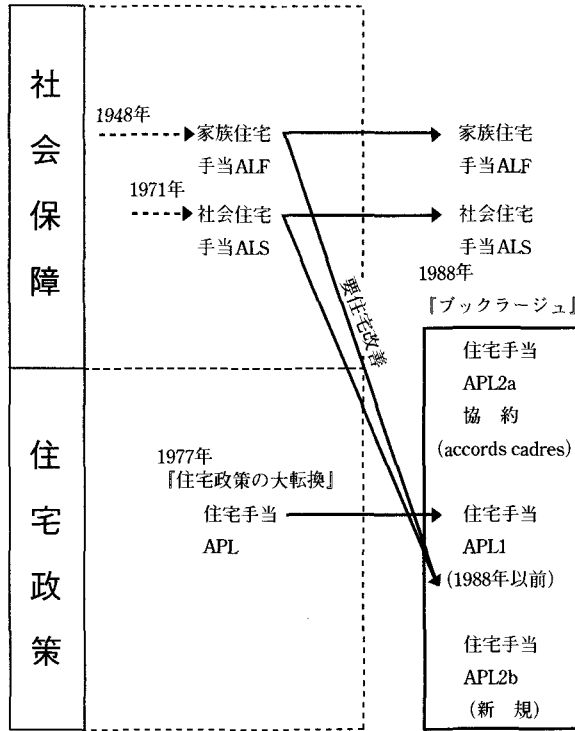 社会保障
1948年
家族住宅
手当ALF
家族住宅
手当ALF
1971年
社会住宅
手当ALS
社会住宅
手当ALS
1988年
『ブックラージュ』
要住宅改善
住宅手当
APL2a
協　約
(accords cadres)
住宅政策
1977年
『住宅政策の大転換』
住宅手当
APL
住宅手当
APL1
(1988年以前)
住宅手当
APL2b
(新　規)